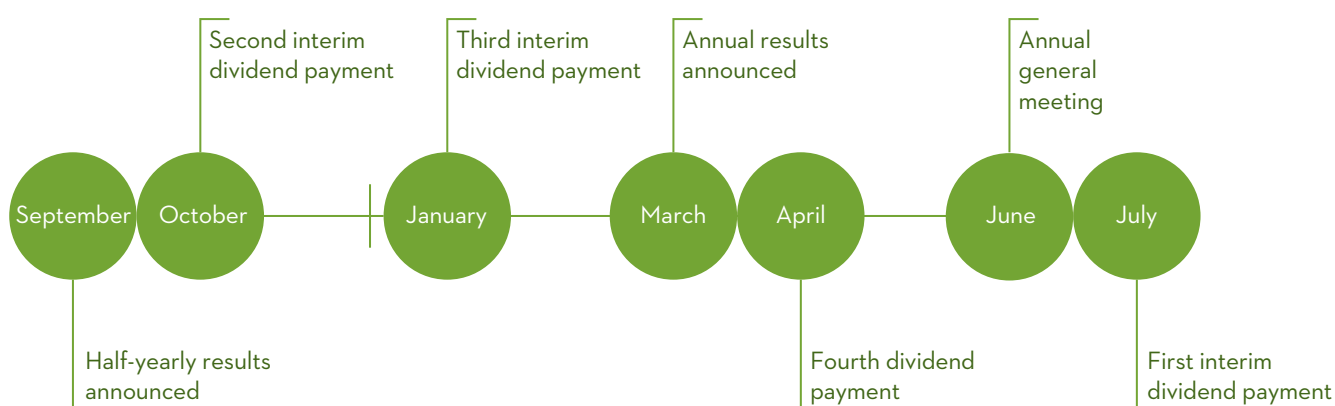 Second interim
dividend payment
Third interim
dividend payment
Annual results
announced
Annual
general
meeting
September
October
January
March
April
June
July
Half-yearly results
announced
Fourth dividend
payment
First interim
dividend payment